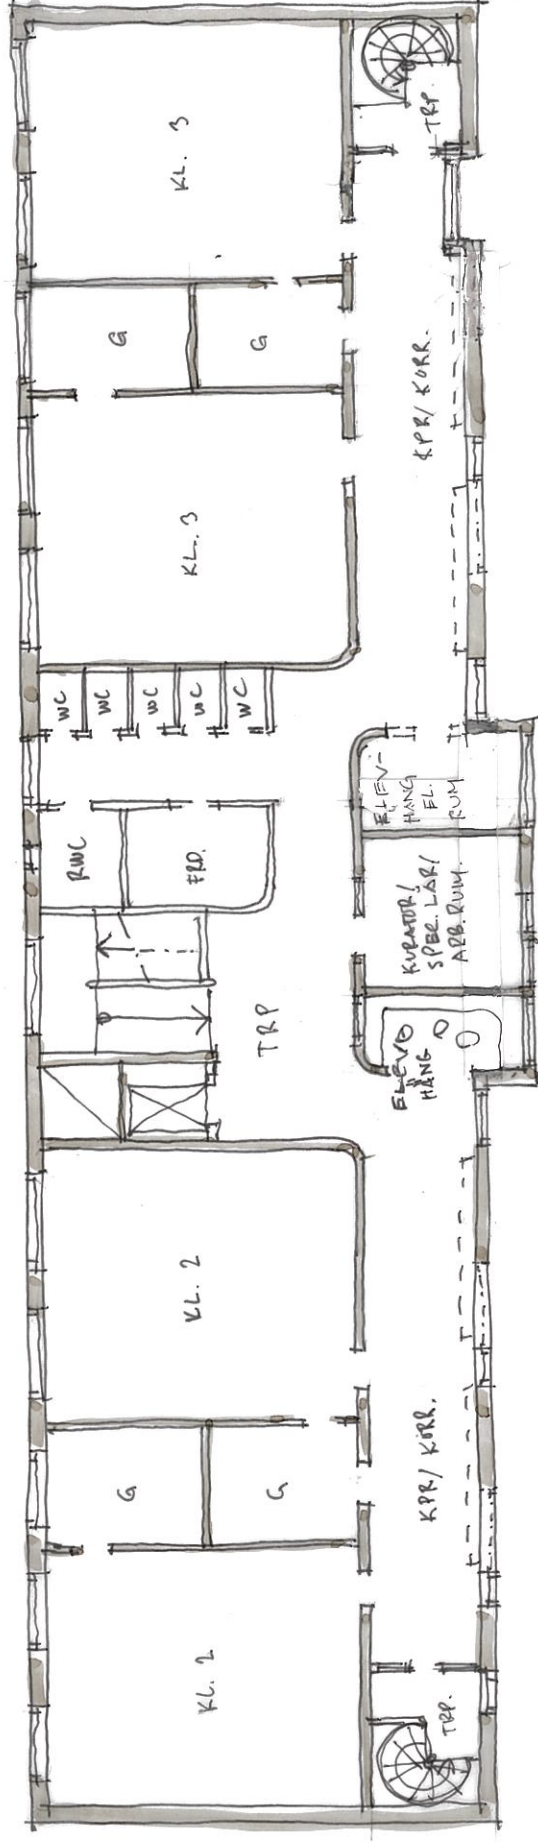 KL. 3
TRP.
G
G
KPR/KORR.
KL. 3
WC
WC
WC
WC
WC
ELEV-
HÄNG
EL.
RUM
RWC
FRD.
KURATOR/
SPEC. LÄR/
ARB.RUM.
TRP
ELEV
HÄNG
KL. 2
G
G
KPR/KORR.
KL. 2
TRP.